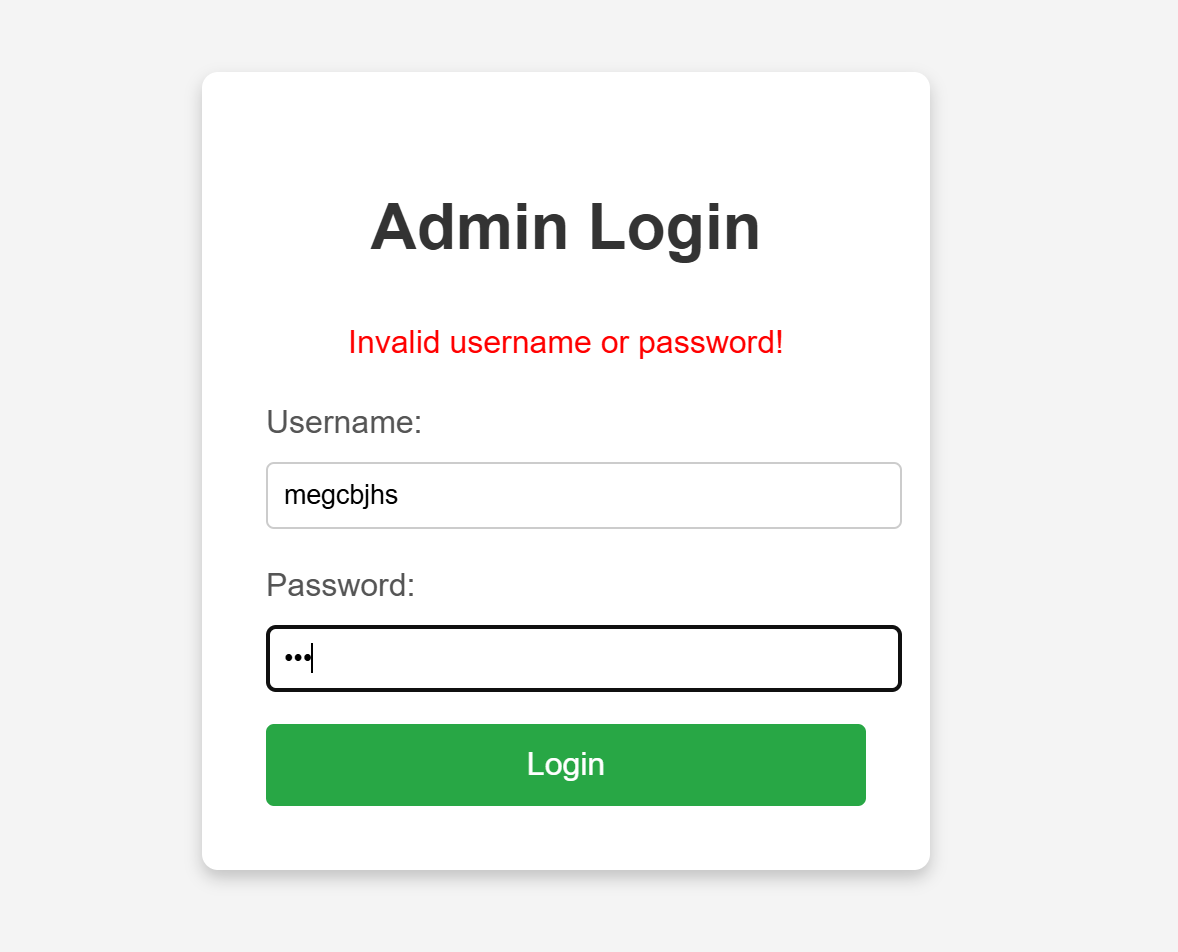 Admin Login
Invalid username or password!
Username:
megcbjhs
Password:
•••
Login